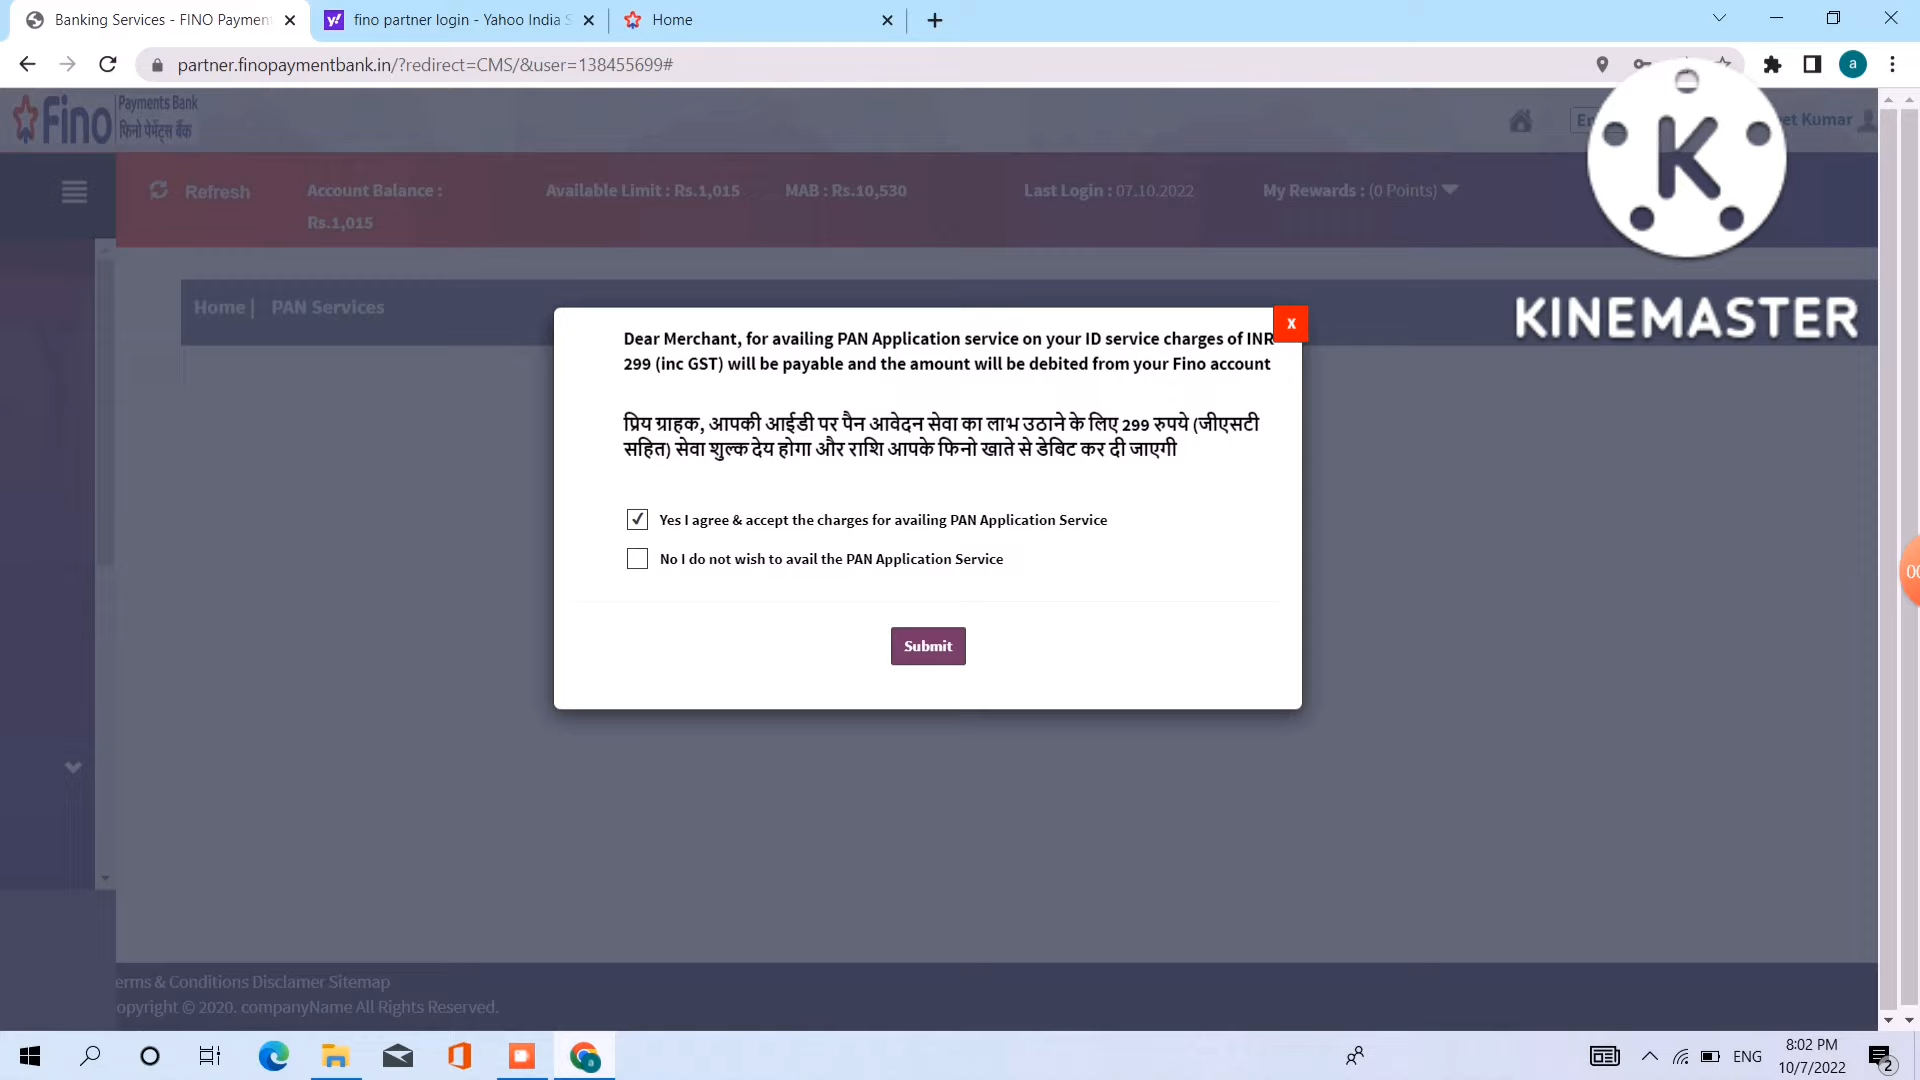 Banking Services - FINO Paymen
fino partner login - Yahoo India S
Home
partner.finopaymentbank.in/?redirect=CMS/&user=138455699#
a
fino
Payments Bank
फिनो पेमेंट्स बैंक
et Kumar
K
Refresh
Account Balance :
Rs.1,015
Available Limit : Rs.1,015
MAB : Rs.10,530
Last Login : 07.10.2022
My Rewards : (0 Points)
Home |
PAN Services
KINEMASTER
X
Dear Merchant, for availing PAN Application service on your ID service charges of INR
299 (inc GST) will be payable and the amount will be debited from your Fino account
प्रिय ग्राहक, आपकी आईडी पर पैन आवेदन सेवा का लाभ उठाने के लिए 299 रुपये (जीएसटी
सहित) सेवा शुल्क देय होगा और राशि आपके फिनो खाते से डेबिट कर दी जाएगी
Yes I agree & accept the charges for availing PAN Application Service
No I do not wish to avail the PAN Application Service
Submit
00
erms & Conditions Disclamer Sitemap
opyright © 2020. companyName All Rights Reserved.
ENG
8:02 PM
10/7/2022
2